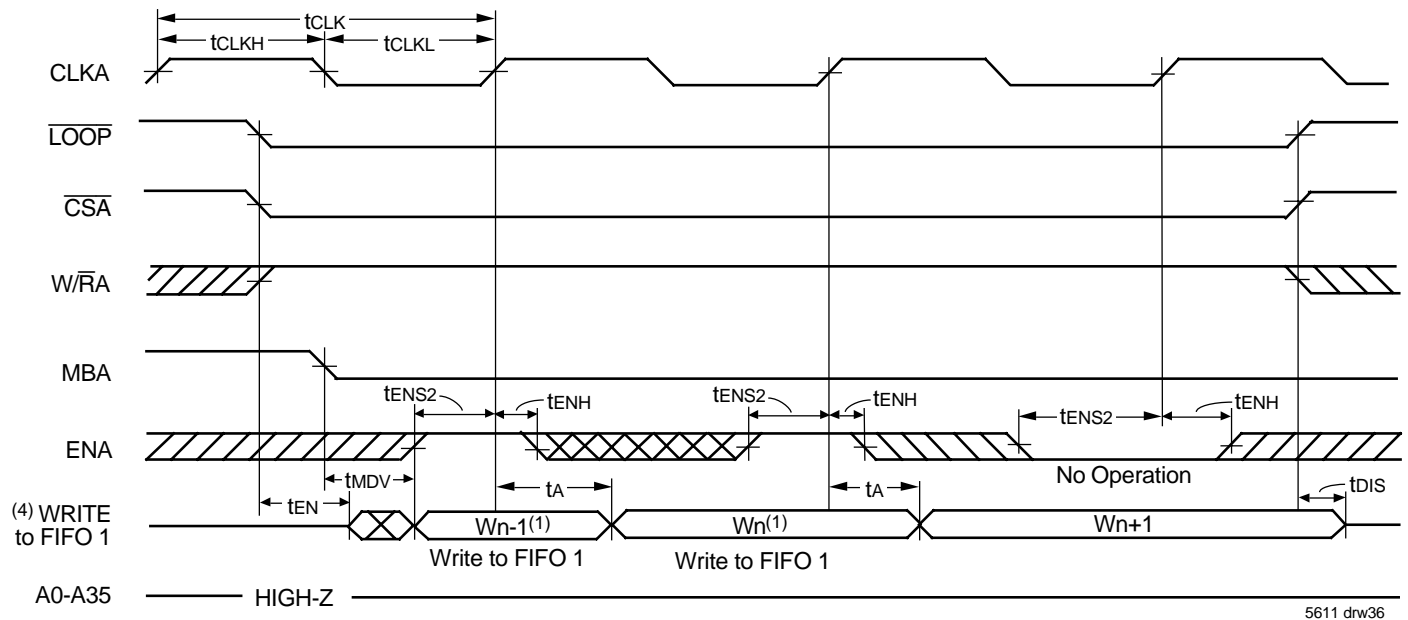 tCLK
tCLKH tCLKL
CLKA
LOOP
CSA
W/RA
MBA
tENS2 tENH tENS2 tENH tENS2 tENH
ENA
No Operation
tMDV
tEN tA tA tDIS
(4) WRITE
to FIFO 1
Wn-1(1) Wn(1) Wn+1
Write to FIFO 1 Write to FIFO 1
A0-A35 HIGH-Z
5611 drw36